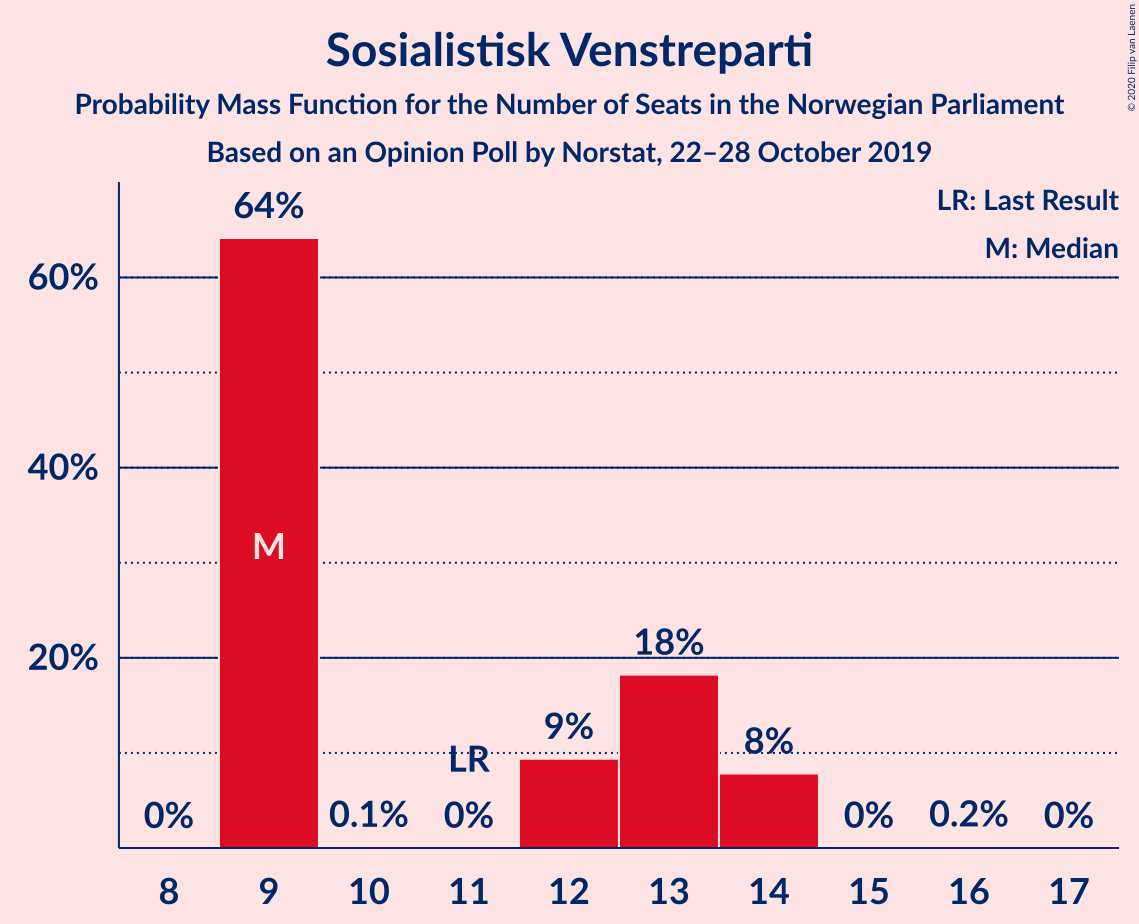 © 2020 Filip van Laenen
Sosialistisk Venstreparti
Probability Mass Function for the Number of Seats in the Norwegian Parliament
Based on an Opinion Poll by Norstat, 22–28 October 2019
LR: Last Result
M: Median
64%
60%
40%
M
18%
20%
9%
8%
LR
0%
0.1%
0%
0%
0.2%
0%
8 9 10 11 12 13 14 15 16 17